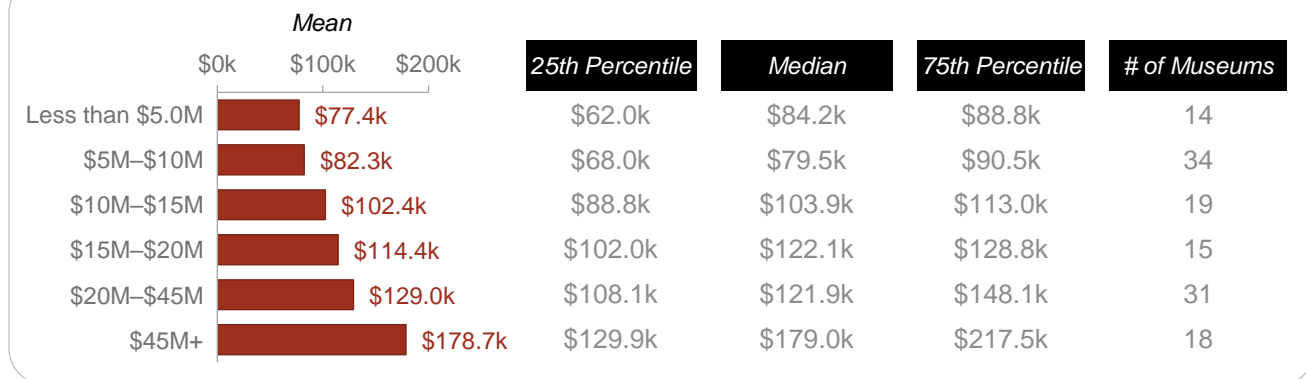 Mean
$0k $100k $200k 25th Percentile Median 75th Percentile # of Museums
Less than $5.0M $77.4k $62.0k $84.2k $88.8k 14
$5M–$10M $82.3k $68.0k $79.5k $90.5k 34
$10M–$15M $102.4k $88.8k $103.9k $113.0k 19
$15M–$20M $114.4k $102.0k $122.1k $128.8k 15
$20M–$45M $129.0k $108.1k $121.9k $148.1k 31
$45M+ $178.7k $129.9k $179.0k $217.5k 18